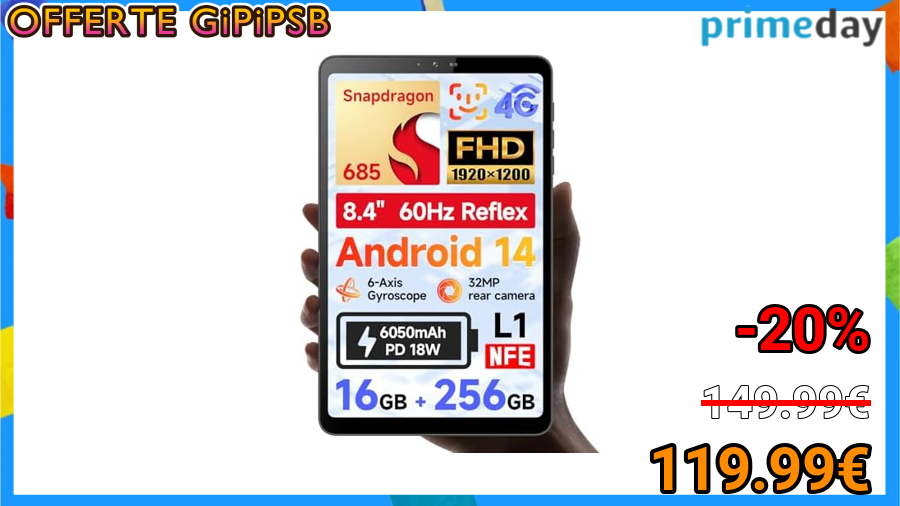 OFFERTE GiPiPSB
primeday
Snapdragon
685
4G
FHD
1920×1200
8.4" 60Hz Reflex
Android 14
6-Axis
Gyroscope
32MP
rear camera
6050mAh
PD 18W
L1
NFE
16GB + 256GB
-20%
149.99€
119.99€